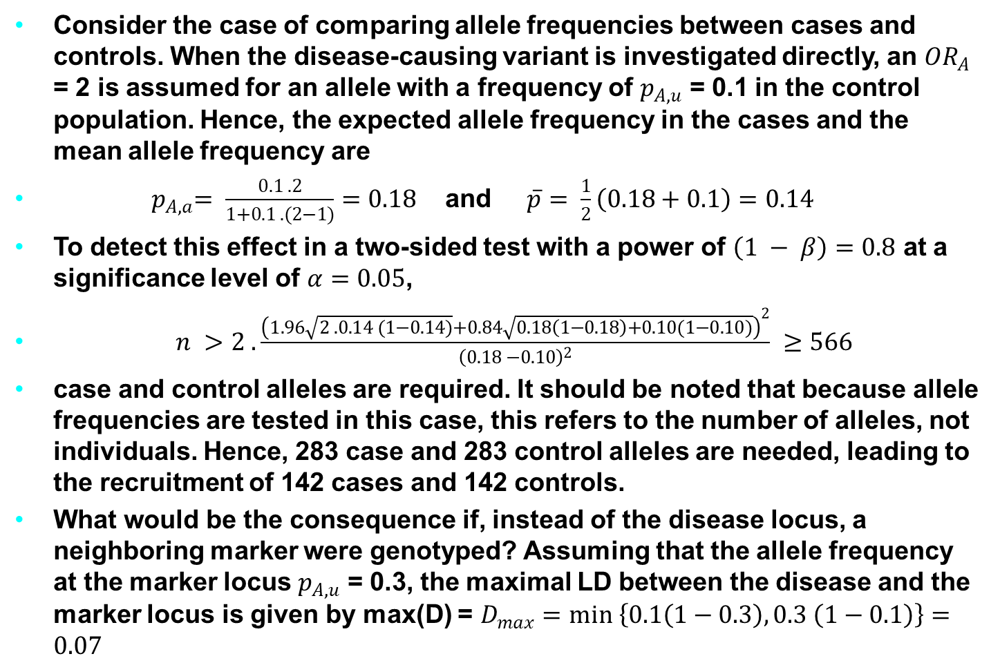 • Consider the case of comparing allele frequencies between cases and
controls. When the disease-causing variant is investigated directly, an OR_A
= 2 is assumed for an allele with a frequency of p_{A,u} = 0.1 in the control
population. Hence, the expected allele frequency in the cases and the
mean allele frequency are
• p_{A,a} = \frac{0.1 .2}{1+0.1 .(2−1)} = 0.18 and \bar{p} = \frac{1}{2}(0.18 + 0.1) = 0.14
• To detect this effect in a two-sided test with a power of (1 − β) = 0.8 at a
significance level of α = 0.05,
• n > 2 . \frac{(1.96\sqrt{2 .0.14 (1−0.14)}+0.84\sqrt{0.18(1−0.18)+0.10(1−0.10)})^2}{(0.18 −0.10)^2} ≥ 566
• case and control alleles are required. It should be noted that because allele
frequencies are tested in this case, this refers to the number of alleles, not
individuals. Hence, 283 case and 283 control alleles are needed, leading to
the recruitment of 142 cases and 142 controls.
• What would be the consequence if, instead of the disease locus, a
neighboring marker were genotyped? Assuming that the allele frequency
at the marker locus p_{A,u} = 0.3, the maximal LD between the disease and the
marker locus is given by max(D) = D_{max} = min {0.1(1 − 0.3), 0.3 (1 − 0.1)} =
0.07